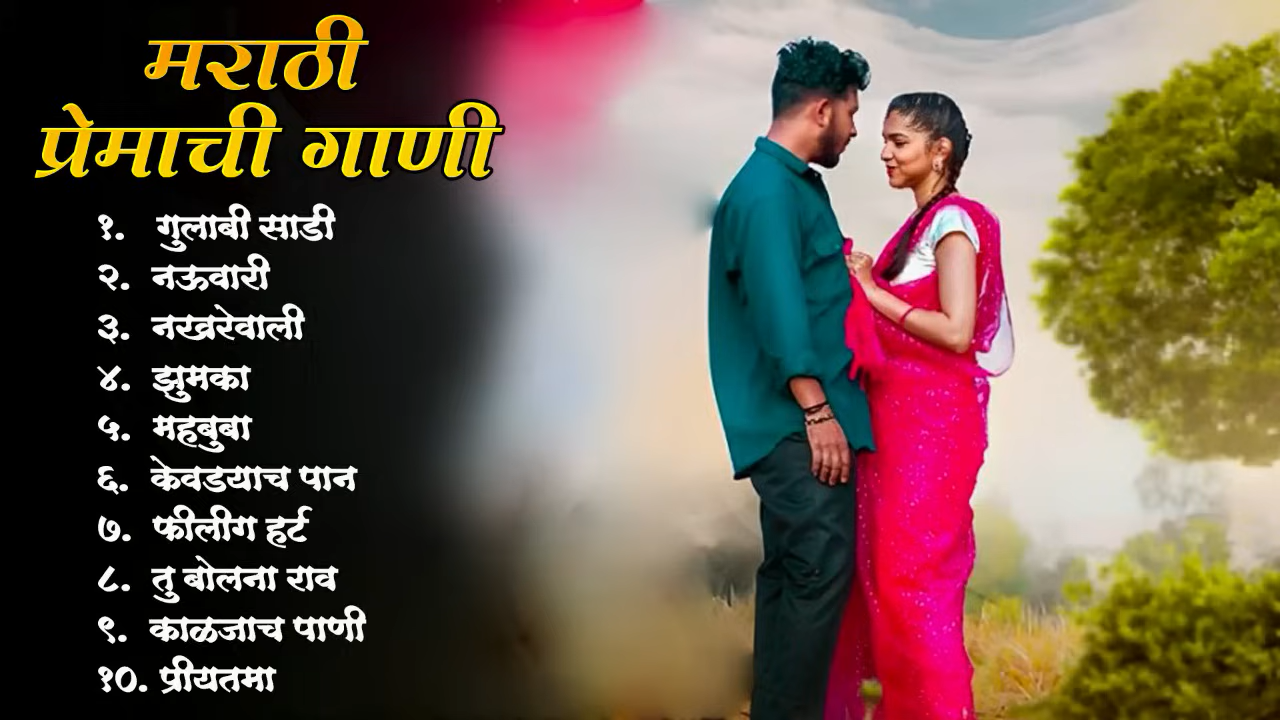 मराठी
प्रेमाची गाणी
१. गुलाबी साडी
२. नऊवारी
३. नखरेवाली
४. झुमका
५. महबुबा
६. केवडयाच पान
७. फीलीग हर्ट
८. तु बोलना राव
९. काळजाच पाणी
१०. प्रीयतमा